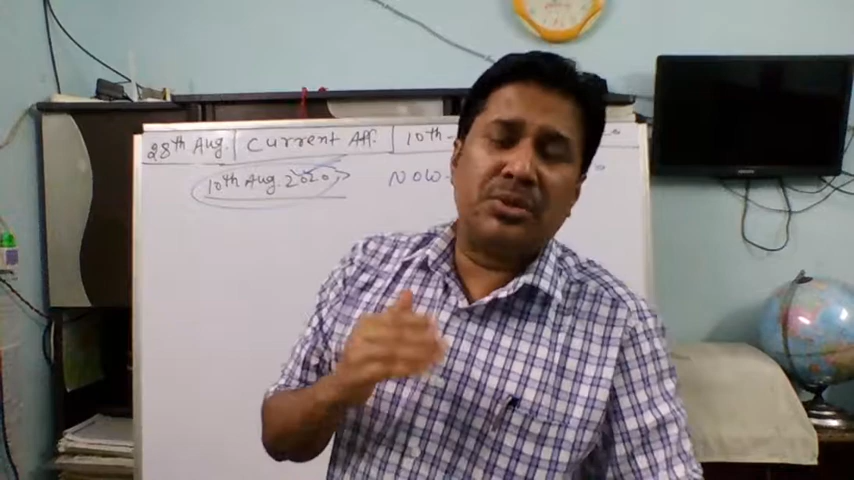 28th Aug. Current Aff. 10th-
10th Aug. 2020, NOW-